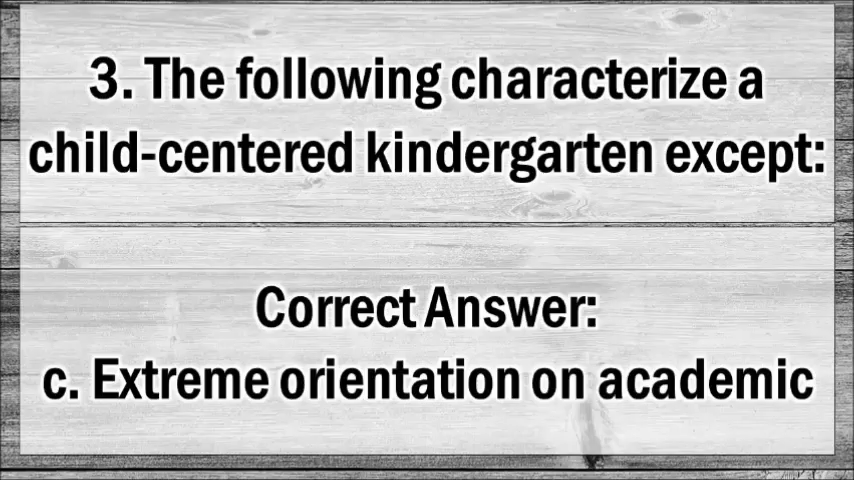 3. The following characterize a
child-centered kindergarten except:
Correct Answer:
c. Extreme orientation on academic